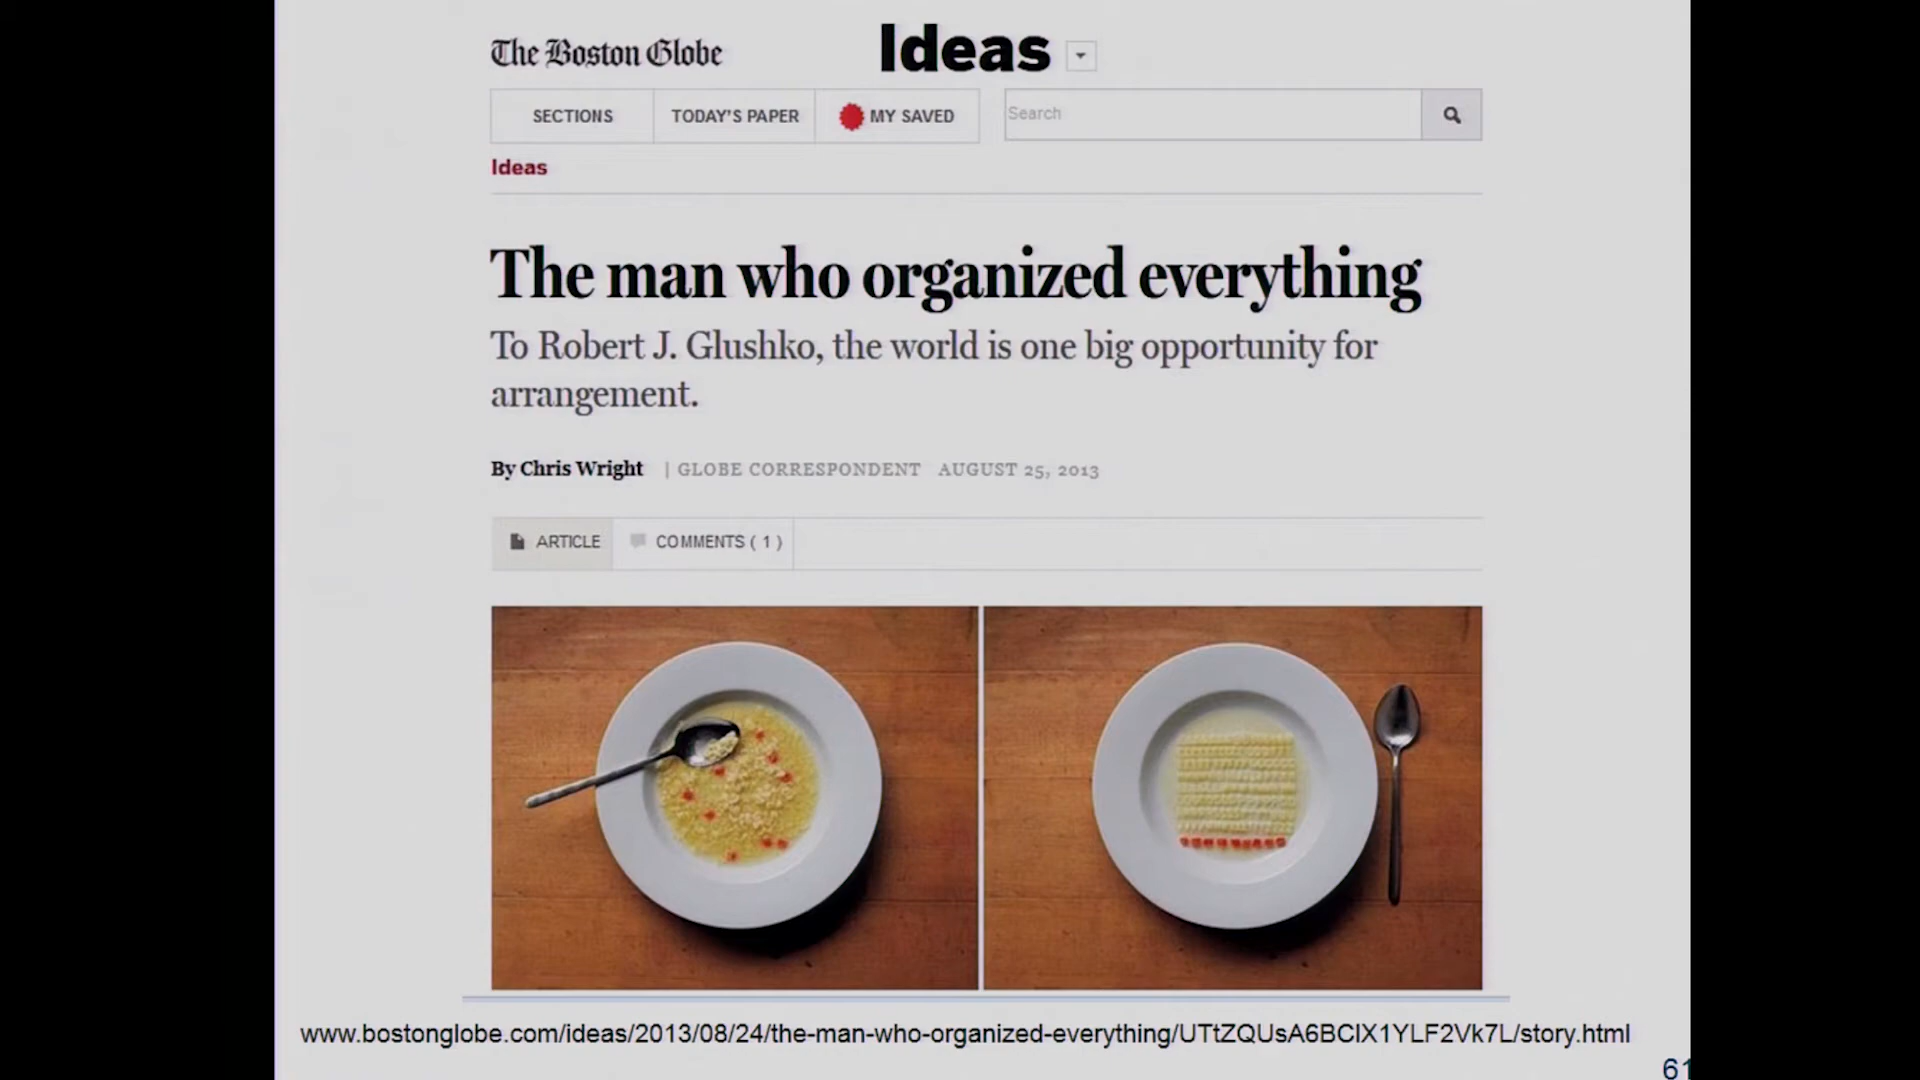 The Boston Globe
Ideas
SECTIONS
TODAY'S PAPER
MY SAVED
Search
Ideas
The man who organized everything
To Robert J. Glushko, the world is one big opportunity for
arrangement.
By Chris Wright | GLOBE CORRESPONDENT AUGUST 25, 2013
ARTICLE
COMMENTS ( 1 )
www.bostonglobe.com/ideas/2013/08/24/the-man-who-organized-everything/UTtZQUsA6BCIX1YLF2Vk7L/story.html
61